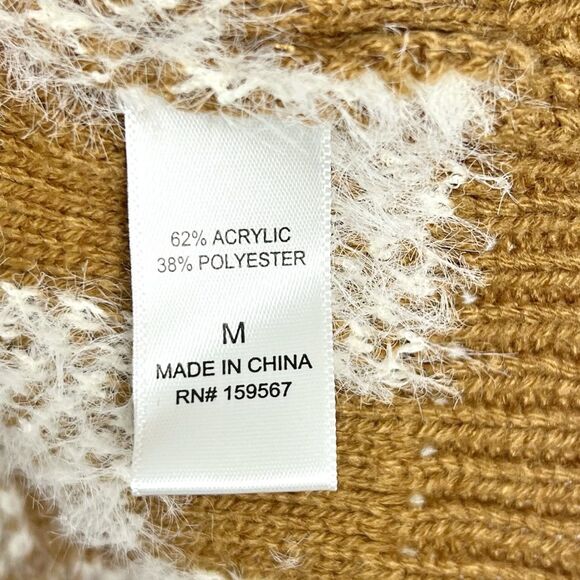 62% ACRYLIC
38% POLYESTER
M
MADE IN CHINA
RN# 159567